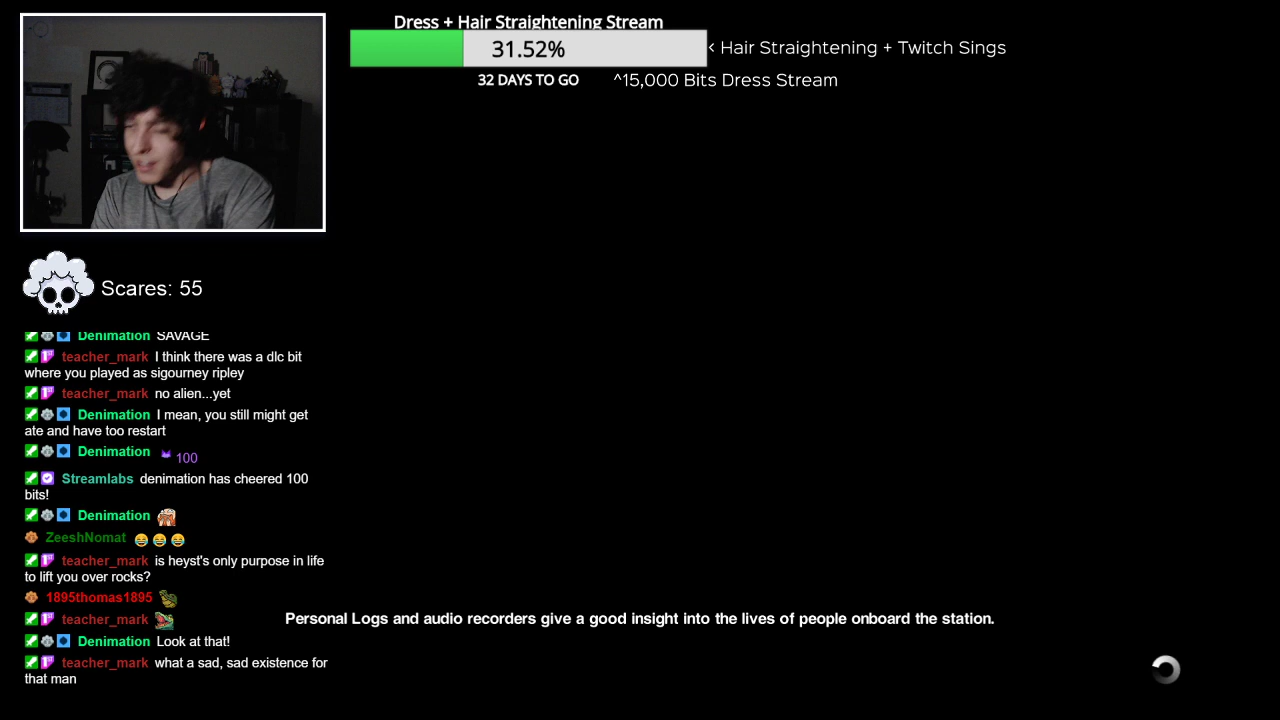 Dress + Hair Straightening Stream
31.52%
< Hair Straightening + Twitch Sings
32 DAYS TO GO
^15,000 Bits Dress Stream
Scares: 55
Denimation SAVAGE
teacher_mark I think there was a dlc bit
where you played as sigourney ripley
teacher_mark no alien...yet
Denimation I mean, you still might get
ate and have too restart
Denimation 100
Streamlabs denimation has cheered 100
bits!
Denimation
ZeeshNomat 😂 😂 😂
teacher_mark is heyst's only purpose in life
to lift you over rocks?
1895thomas1895
teacher_mark
Denimation Look at that!
teacher_mark what a sad, sad existence for
that man
Personal Logs and audio recorders give a good insight into the lives of people onboard the station.